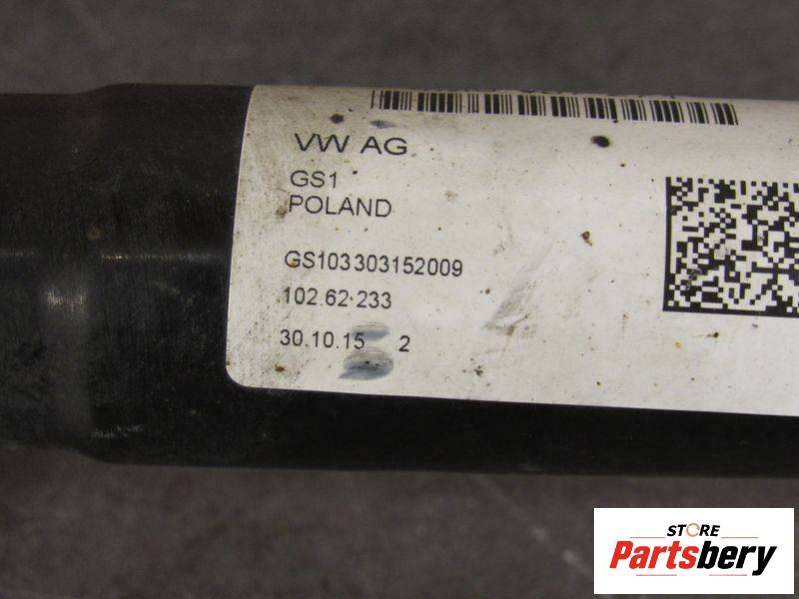 VW AG
GS1
POLAND
GS103303152009
102.62.233
30.10.15 2
STORE
Partsbery